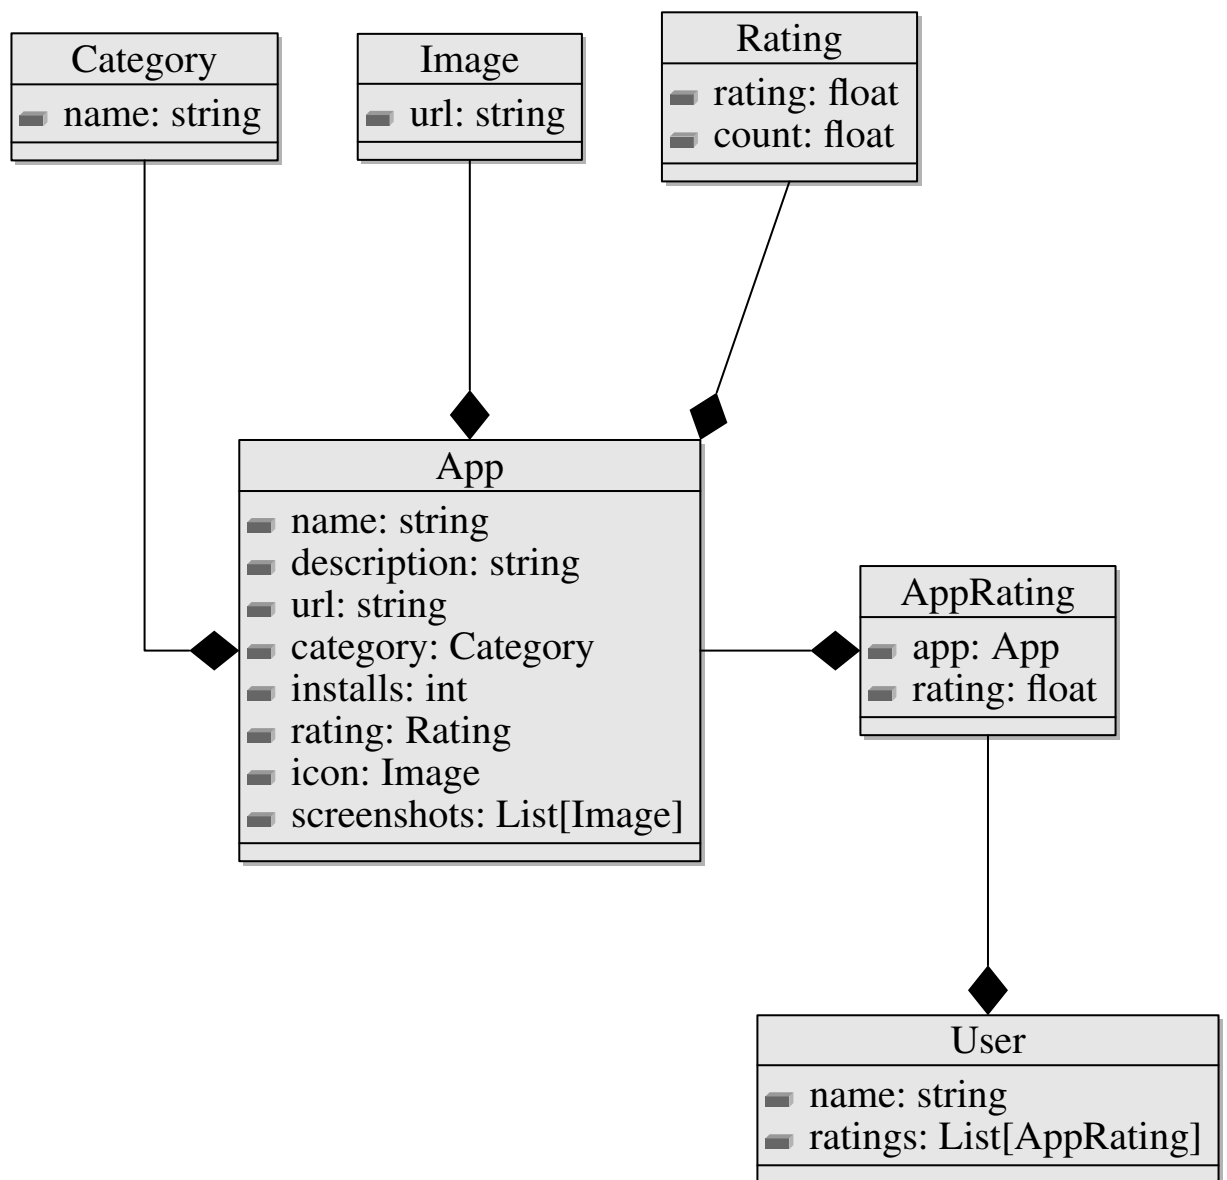 Category
name: string
Image
url: string
Rating
rating: float
count: float
App
name: string
description: string
url: string
category: Category
installs: int
rating: Rating
icon: Image
screenshots: List[Image]
AppRating
app: App
rating: float
User
name: string
ratings: List[AppRating]